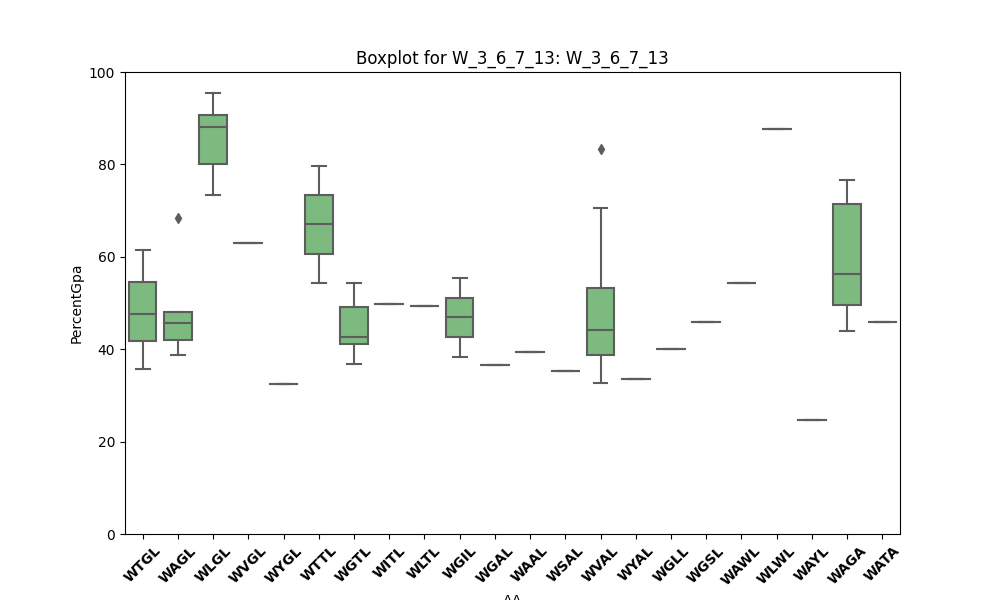 Boxplot for W_3_6_7_13: W_3_6_7_13
100
80
60
40
20
0
PercentGpa
WTGL WAGL WLGL WVGL WYGL WTTL WGTL WITL WLTL WGIL WGAL WAAL WSAL WVAL WYAL WGLL WGSL WAWL WLWL WAYL WAGA WATA
AA